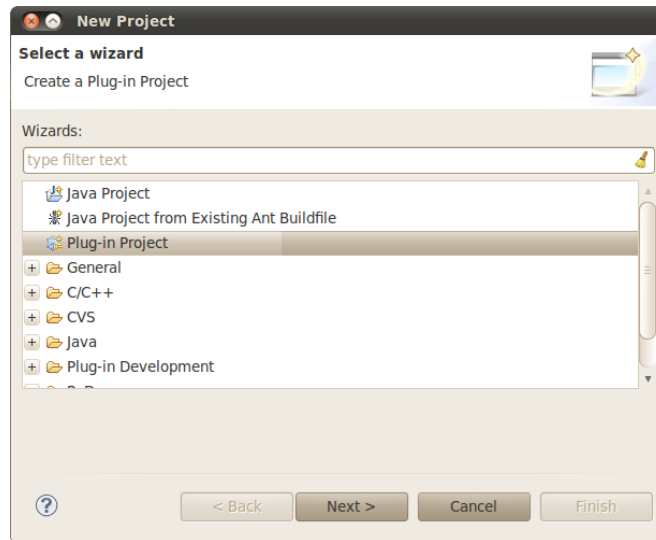 New Project
Select a wizard
Create a Plug-in Project
Wizards:
type filter text
Java Project
Java Project from Existing Ant Buildfile
Plug-in Project
General
C/C++
CVS
Java
Plug-in Development
< Back Next > Cancel Finish